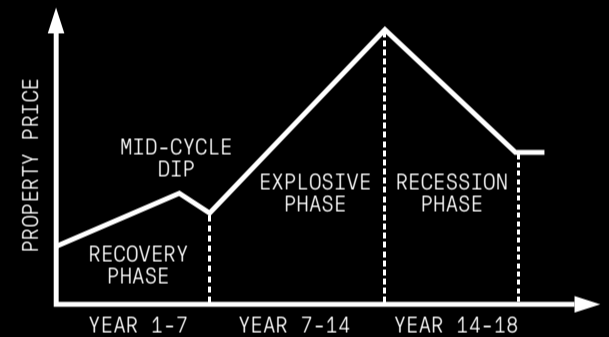 PROPERTY PRICE
MID-CYCLE
DIP
RECOVERY
PHASE
EXPLOSIVE
PHASE
RECESSION
PHASE
YEAR 1-7
YEAR 7-14
YEAR 14-18